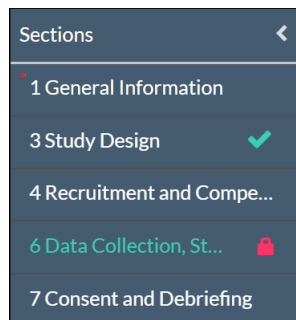 Sections
1 General Information
3 Study Design
4 Recruitment and Compe...
6 Data Collection, St...
7 Consent and Debriefing